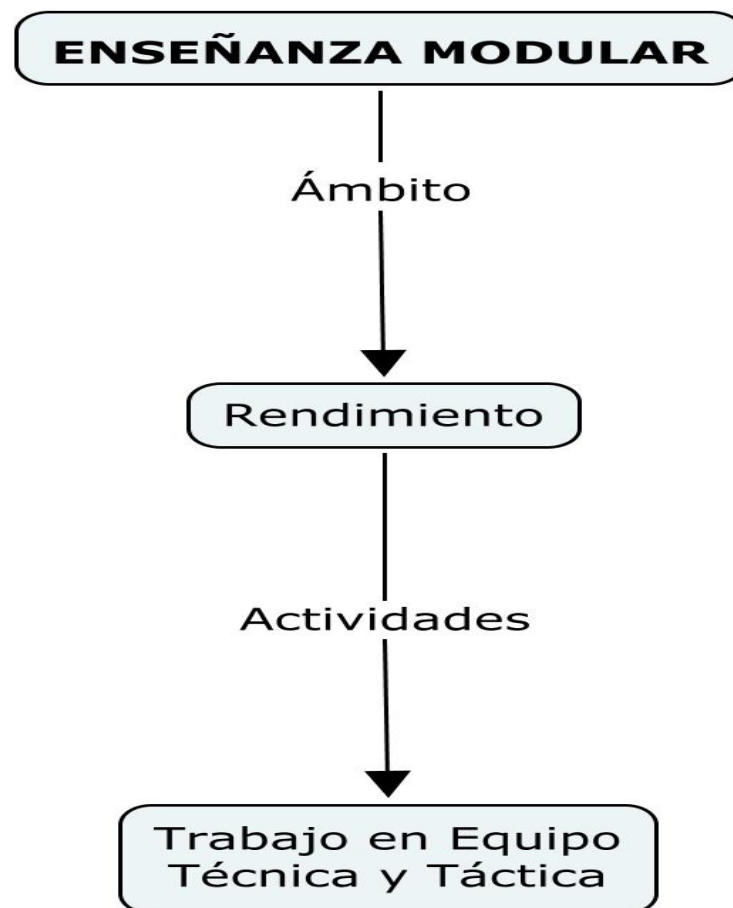 ENSEÑANZA MODULAR
Ámbito
Rendimiento
Actividades
Trabajo en Equipo
Técnica y Táctica